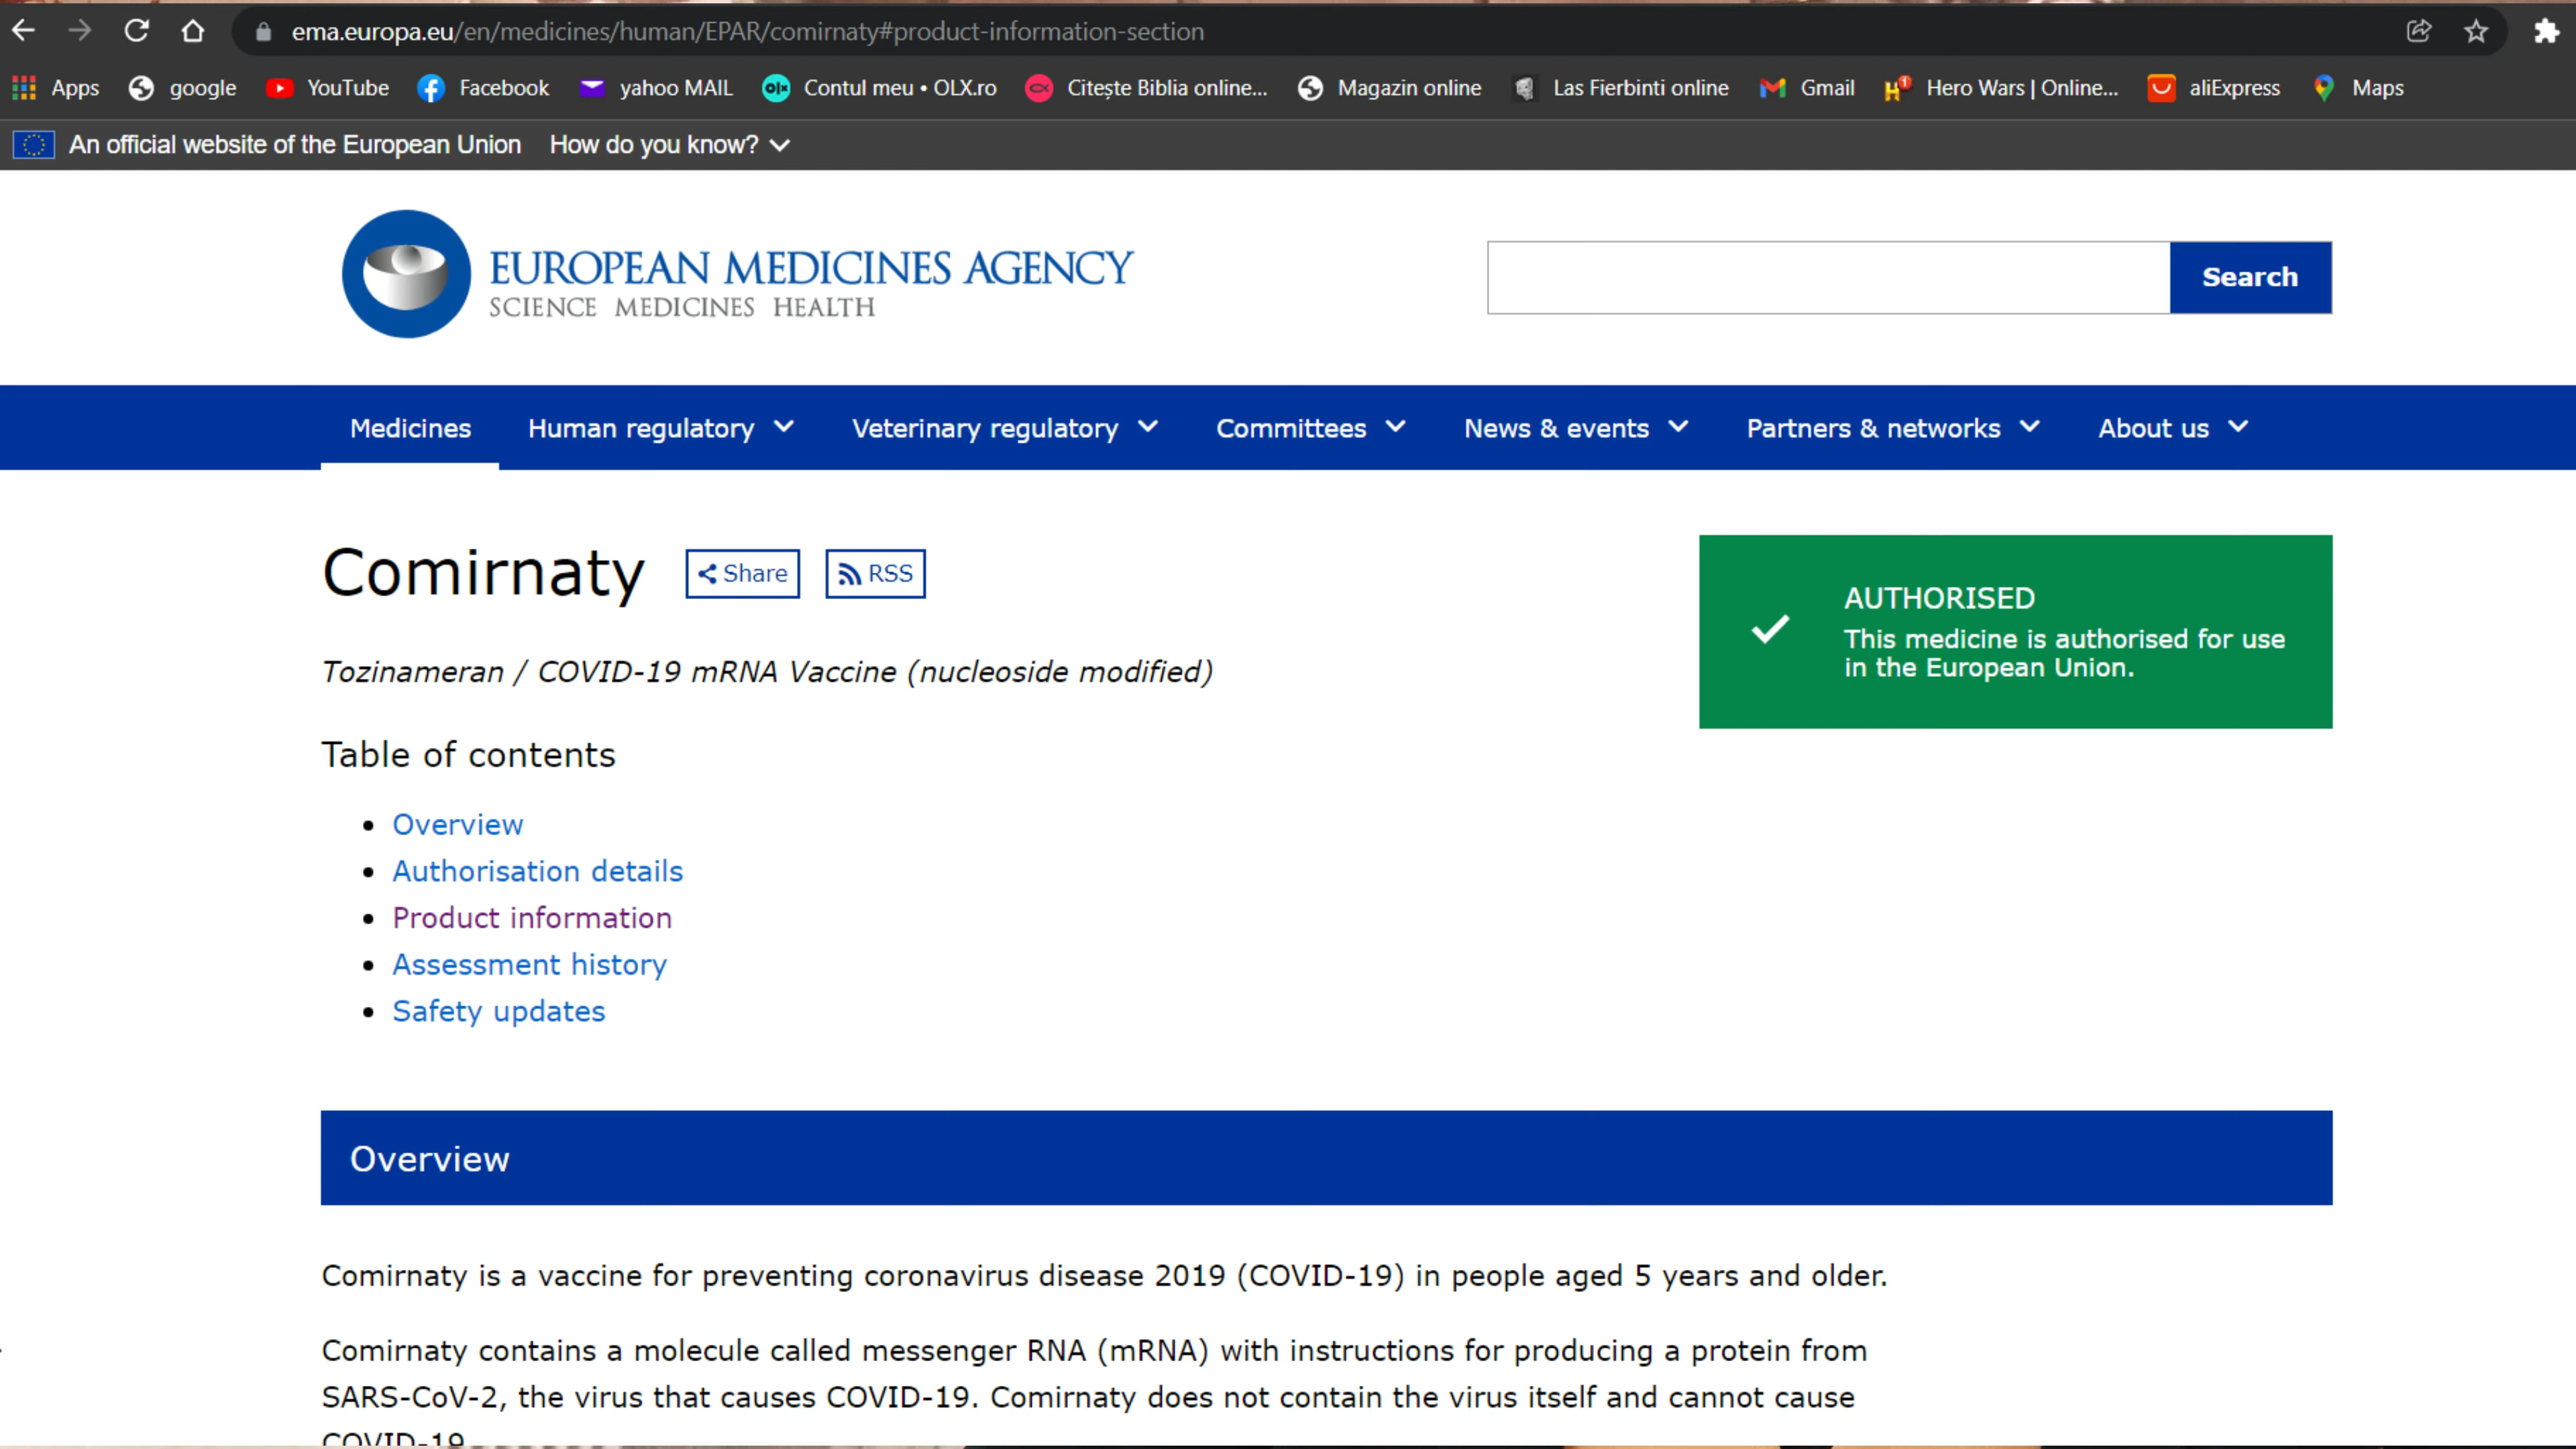 ema.europa.eu/en/medicines/human/EPAR/comirnaty#product-information-section
Apps google YouTube Facebook yahoo MAIL Contul meu • OLX.ro Citește Biblia online... Magazin online Las Fierbinti online Gmail Hero Wars | Online... aliExpress Maps
An official website of the European Union How do you know?
EUROPEAN MEDICINES AGENCY
SCIENCE MEDICINES HEALTH
Search
Medicines Human regulatory Veterinary regulatory Committees News & events Partners & networks About us
Comirnaty Share RSS
AUTHORISED
This medicine is authorised for use
in the European Union.
Tozinameran / COVID-19 mRNA Vaccine (nucleoside modified)
Table of contents
• Overview
• Authorisation details
• Product information
• Assessment history
• Safety updates
Overview
Comirnaty is a vaccine for preventing coronavirus disease 2019 (COVID-19) in people aged 5 years and older.
Comirnaty contains a molecule called messenger RNA (mRNA) with instructions for producing a protein from
SARS-CoV-2, the virus that causes COVID-19. Comirnaty does not contain the virus itself and cannot cause
COVID-19